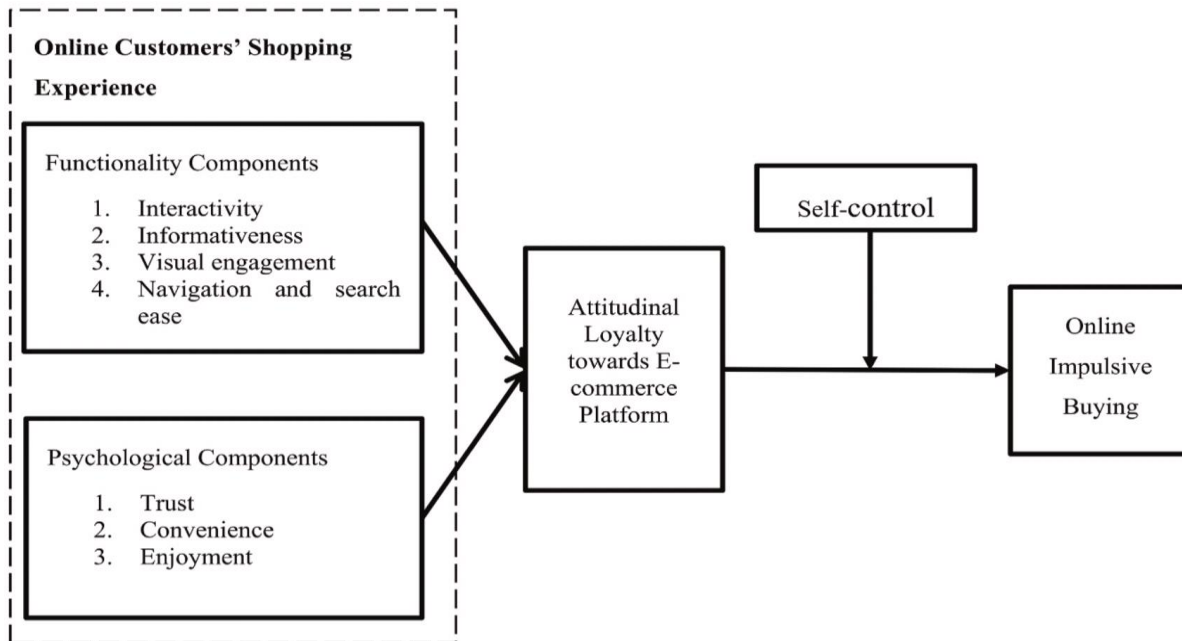 Online Customers’ Shopping
Experience
Functionality Components
1. Interactivity
2. Informativeness
3. Visual engagement
4. Navigation and search
ease
Psychological Components
1. Trust
2. Convenience
3. Enjoyment
Attitudinal
Loyalty
towards E-
commerce
Platform
Self-control
Online
Impulsive
Buying